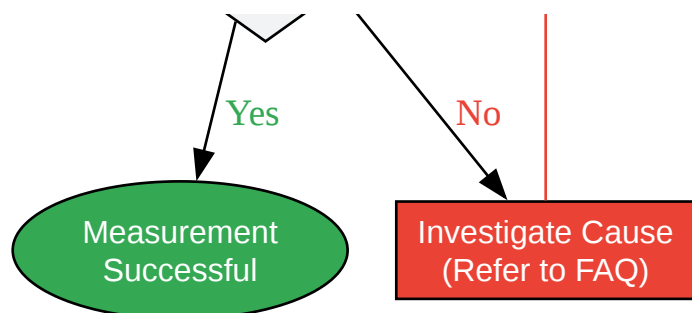 Yes
No
Measurement
Successful
Investigate Cause
(Refer to FAQ)